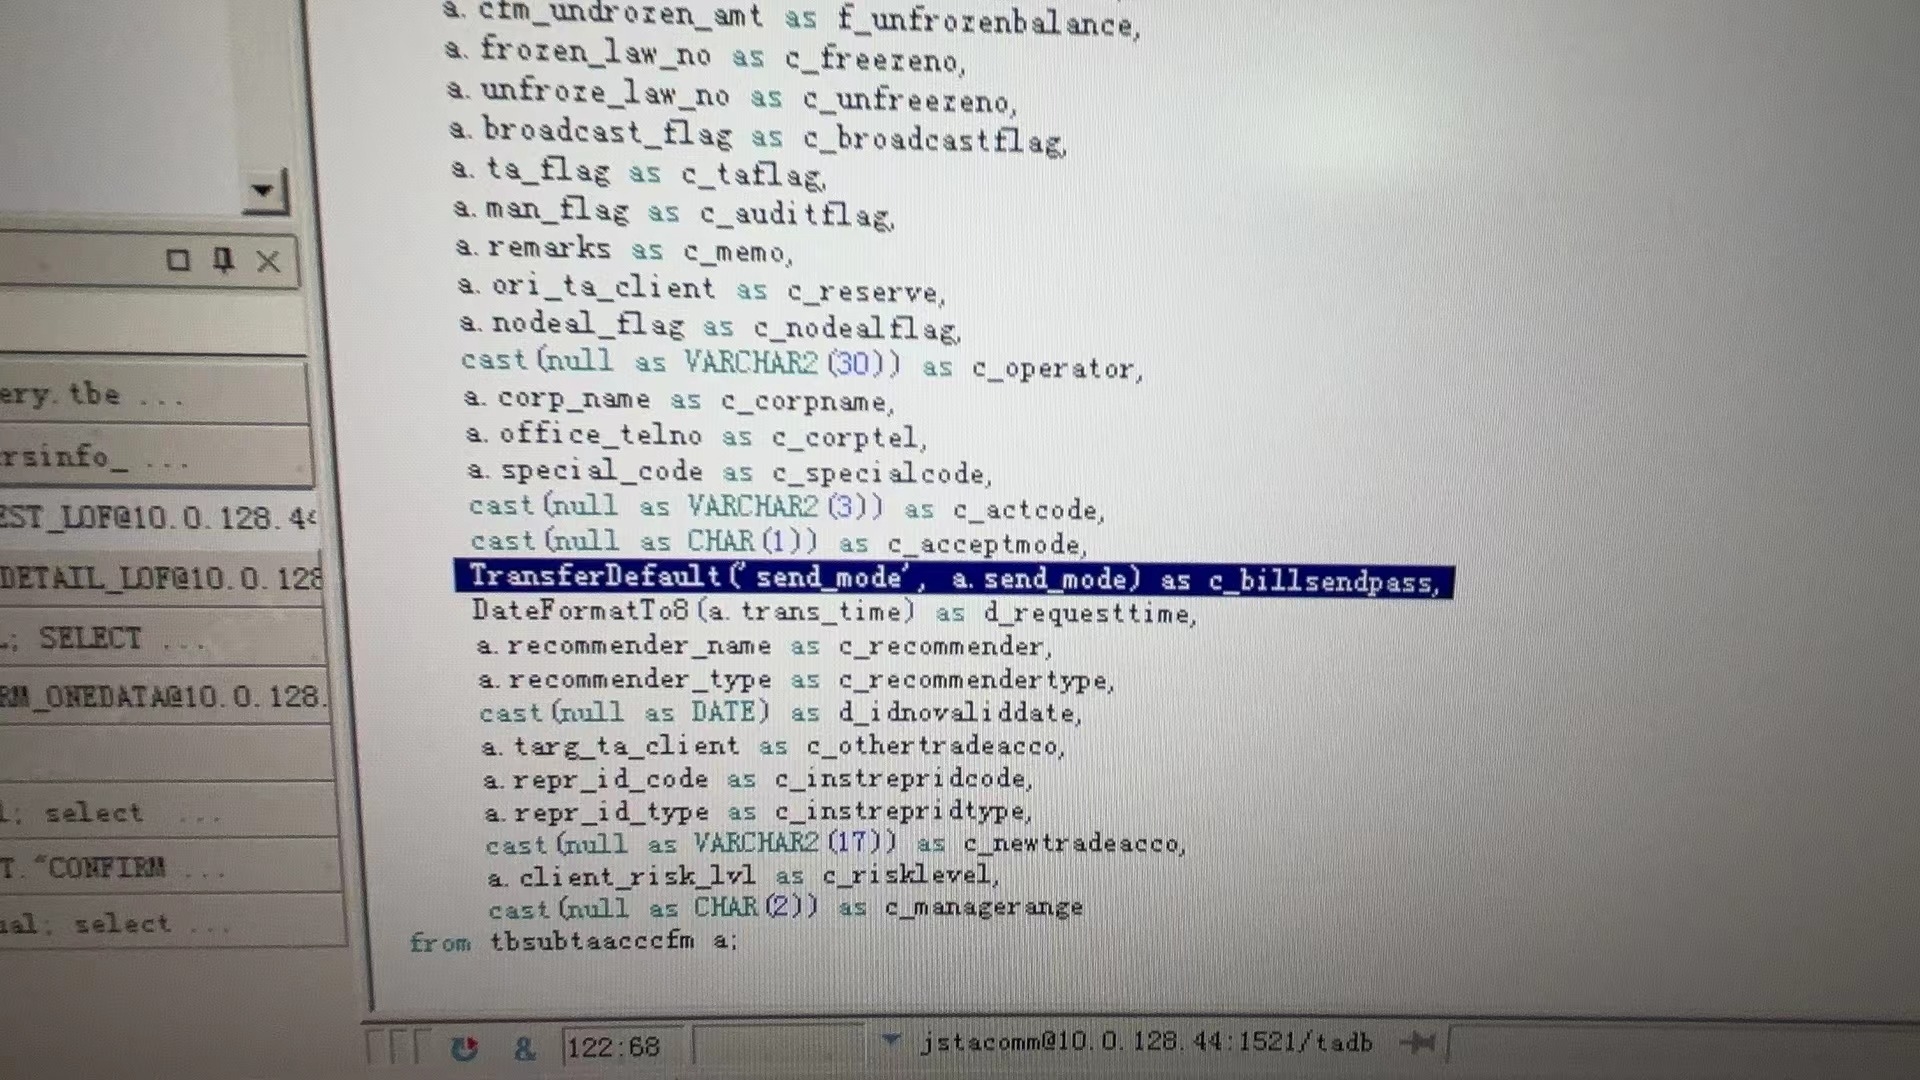 a.cfm_undrozen_amt as f_unfrozenbalance,
a.frozen_law_no as c_freezeno,
a.unfroze_law_no as c_unfreezeno,
a.broadcast_flag as c_broadcastflag,
a.ta_flag as c_taflag,
a.man_flag as c_auditflag,
a.remarks as c_memo,
a.ori_ta_client as c_reserve,
a.nodeal_flag as c_nodealflag,
cast(null as VARCHAR2(30)) as c_operator,
a.corp_name as c_corpname,
a.office_telno as c_corptel,
a.special_code as c_specialcode,
cast(null as VARCHAR2(3)) as c_actcode,
cast(null as CHAR(1)) as c_acceptmode,
TransferDefault('send_mode', a.send_mode) as c_billsendpass,
DateFormatTo8(a.trans_time) as d_requesttime,
a.recommender_name as c_recommender,
a.recommender_type as c_recommendertype,
cast(null as DATE) as d_idnovaliddate,
a.targ_ta_client as c_othertradeacco,
a.repr_id_code as c_instrepridcode,
a.repr_id_type as c_instrepridtype,
cast(null as VARCHAR2(17)) as c_newtradeacco,
a.client_risk_lvl as c_risklevel,
cast(null as CHAR(2)) as c_managerange
from tbsubtaacccfm a;
ery.tbe ...
rsinfo_ ...
EST_LOF@10.0.128.44
DETAIL_LOF@10.0.128
L; SELECT ...
RM_ONEDATA@10.0.128.
l; select ...
T."CONFIRM ...
ual; select ...
& 122:68 jstacomm@10.0.128.44:1521/tadb